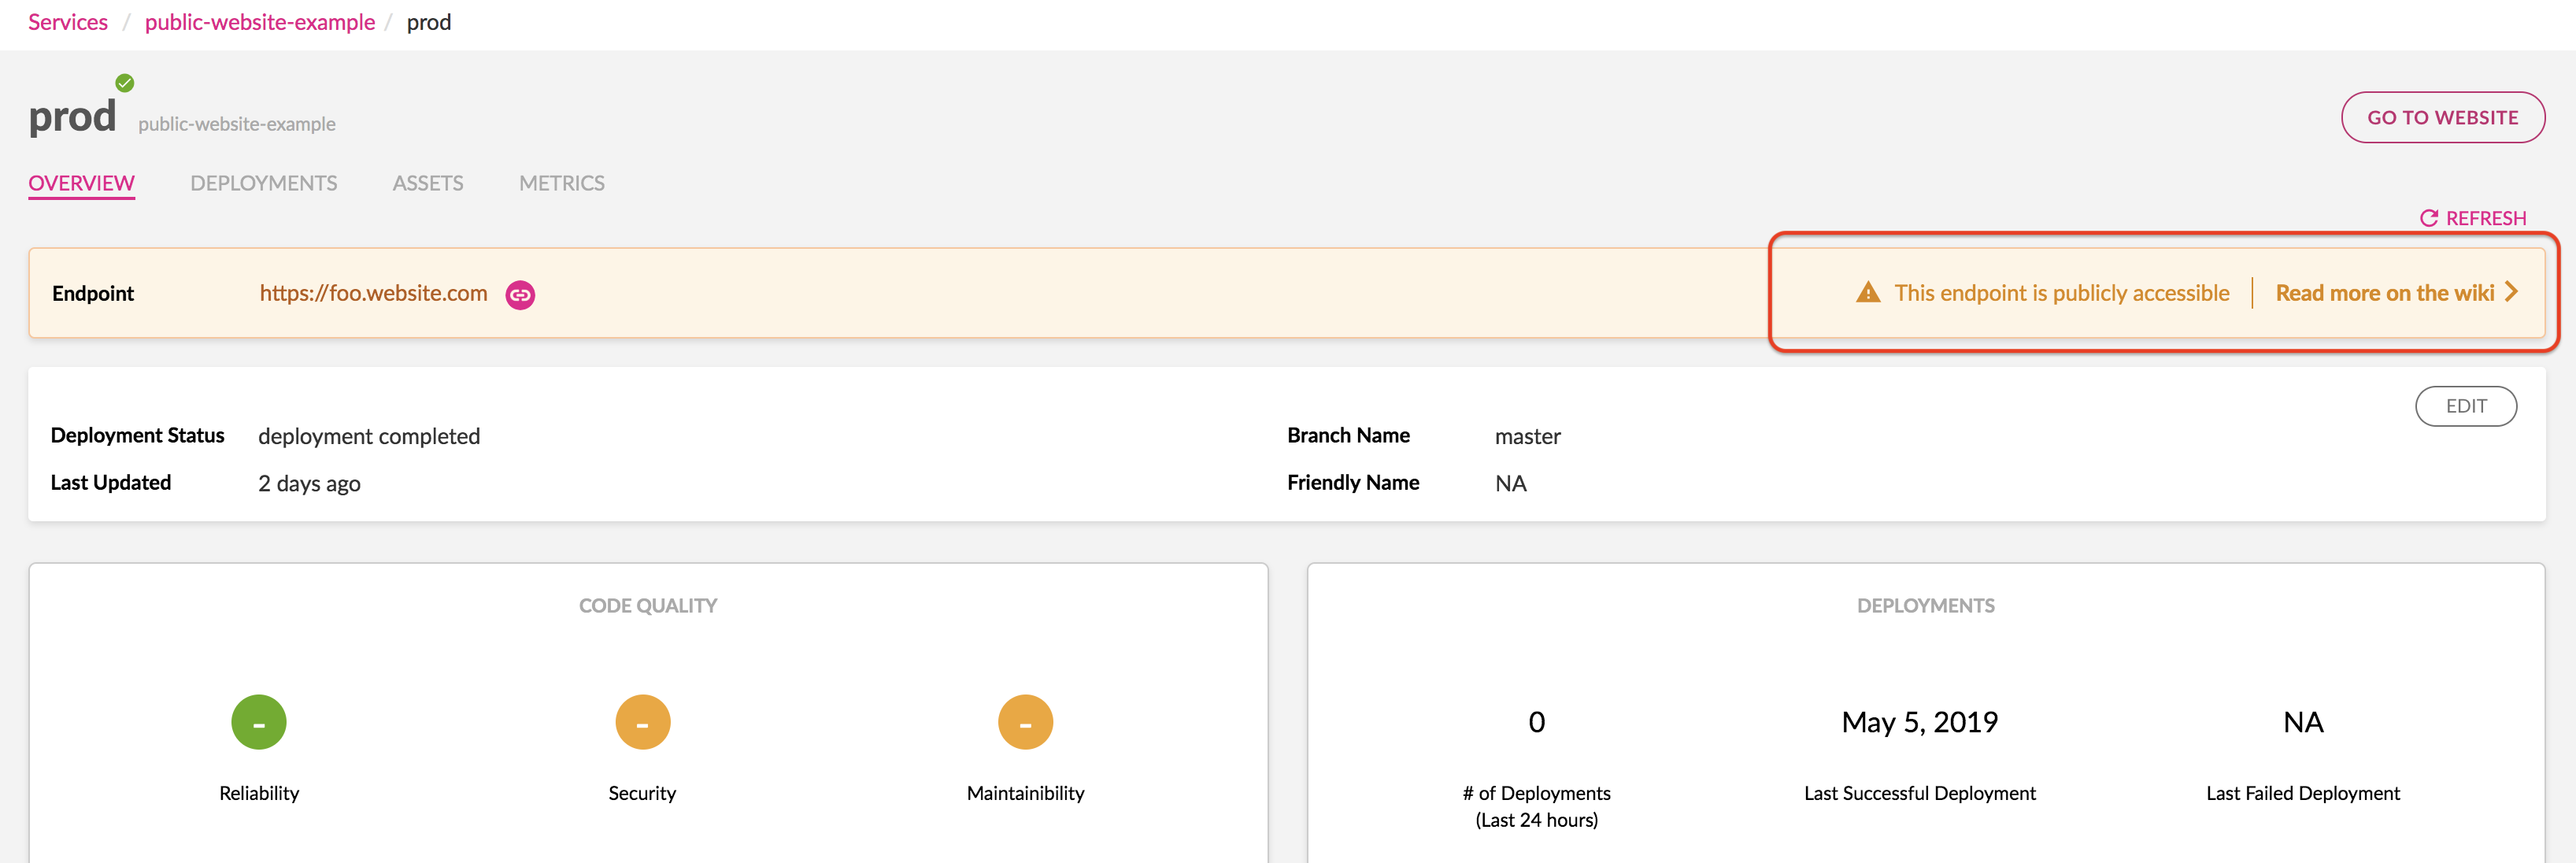 Services / public-website-example / prod
prod public-website-example
GO TO WEBSITE
OVERVIEW DEPLOYMENTS ASSETS METRICS
REFRESH
Endpoint https://foo.website.com This endpoint is publicly accessible | Read more on the wiki
EDIT
Deployment Status deployment completed Branch Name master
Last Updated 2 days ago Friendly Name NA
CODE QUALITY
- - -
Reliability Security Maintainibility
DEPLOYMENTS
0 May 5, 2019 NA
# of Deployments Last Successful Deployment Last Failed Deployment
(Last 24 hours)